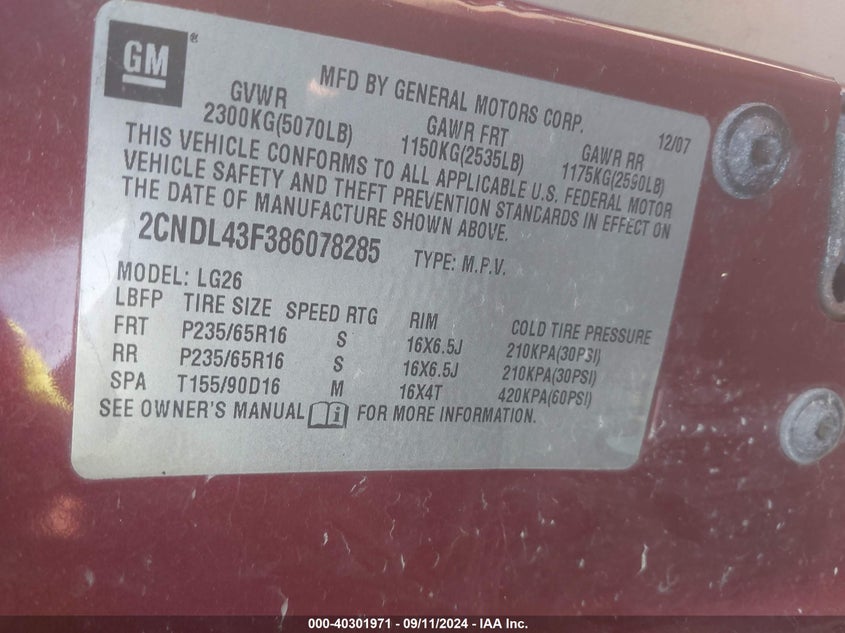 GM ®
MFD BY GENERAL MOTORS CORP.
12/07
GVWR GAWR FRT GAWR RR
2300KG(5070LB) 1150KG(2535LB) 1175KG(2590LB)
THIS VEHICLE CONFORMS TO ALL APPLICABLE U.S. FEDERAL MOTOR
VEHICLE SAFETY AND THEFT PREVENTION STANDARDS IN EFFECT ON
THE DATE OF MANUFACTURE SHOWN ABOVE.
2CNDL43F386078285 TYPE: M.P.V.
MODEL: LG26
LBFP TIRE SIZE SPEED RTG RIM COLD TIRE PRESSURE
FRT P235/65R16 S 16X6.5J 210KPA(30PSI)
RR P235/65R16 S 16X6.5J 210KPA(30PSI)
SPA T155/90D16 M 16X4T 420KPA(60PSI)
SEE OWNER'S MANUAL i FOR MORE INFORMATION.
000-40301971 - 09/11/2024 - IAA Inc.